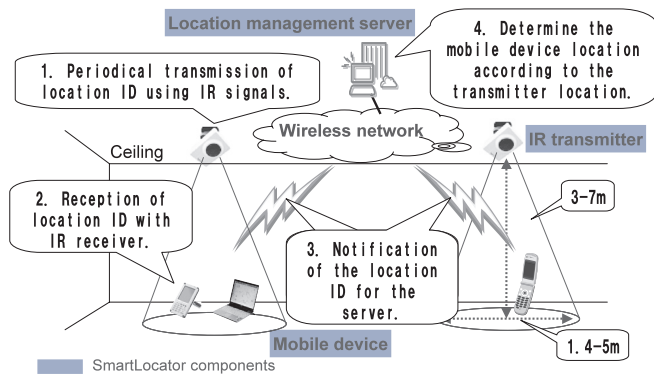 Location management server
4. Determine the
mobile device location
according to the
transmitter location.
1. Periodical transmission of
location ID using IR signals.
Wireless network
IR transmitter
Ceiling
2. Reception of
location ID with
IR receiver.
3-7m
3. Notification
of the location
ID for the
server.
1.4-5m
Mobile device
SmartLocator components